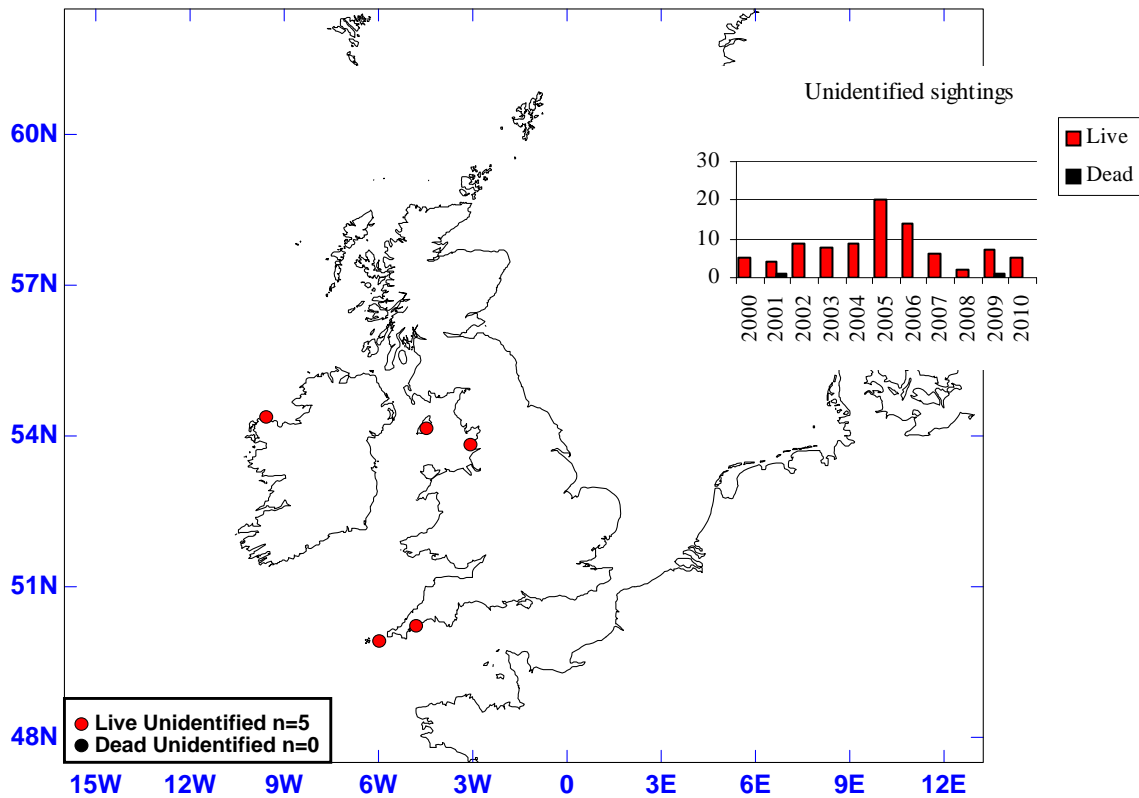 Unidentified sightings
Live
Dead
30
20
10
0
2000 2001 2002 2003 2004 2005 2006 2007 2008 2009 2010
60N
57N
54N
51N
48N
Live Unidentified n=5
Dead Unidentified n=0
15W 12W 9W 6W 3W 0 3E 6E 9E 12E